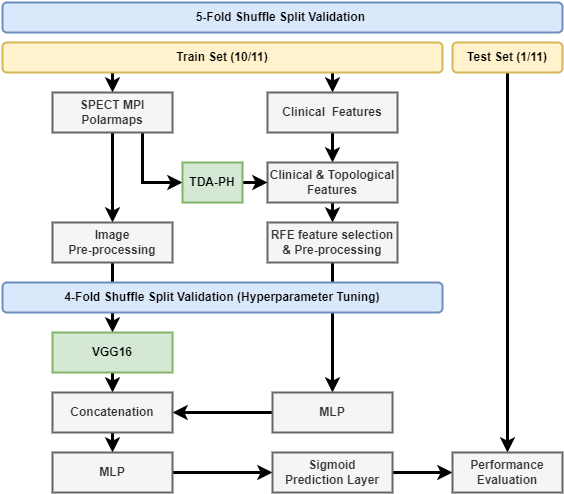 5-Fold Shuffle Split Validation
Train Set (10/11)
Test Set (1/11)
SPECT MPI
Polarmaps
Clinical Features
TDA-PH
Clinical & Topological
Features
Image
Pre-processing
RFE feature selection
& Pre-processing
4-Fold Shuffle Split Validation (Hyperparameter Tuning)
VGG16
Concatenation
MLP
MLP
Sigmoid
Prediction Layer
Performance
Evaluation